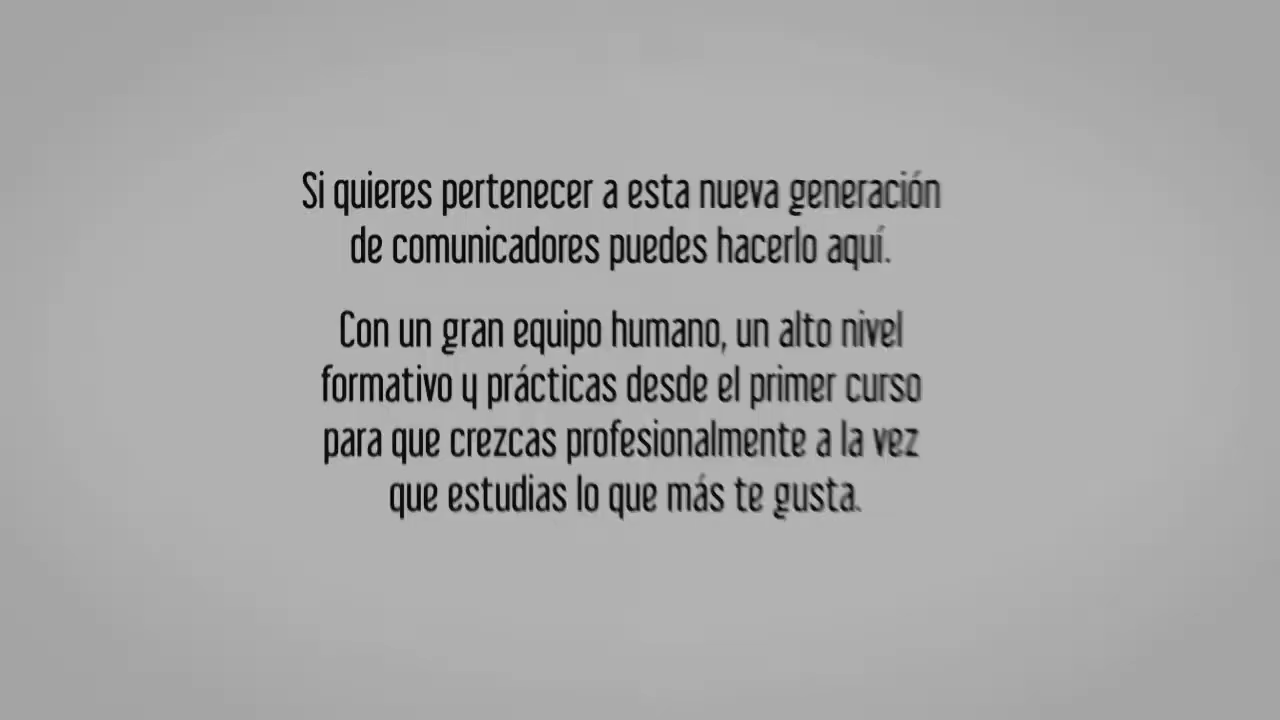 Si quieres pertenecer a esta nueva generación
de comunicadores puedes hacerlo aquí.
Con un gran equipo humano, un alto nivel
formativo y prácticas desde el primer curso
para que crezcas profesionalmente a la vez
que estudias lo que más te gusta.